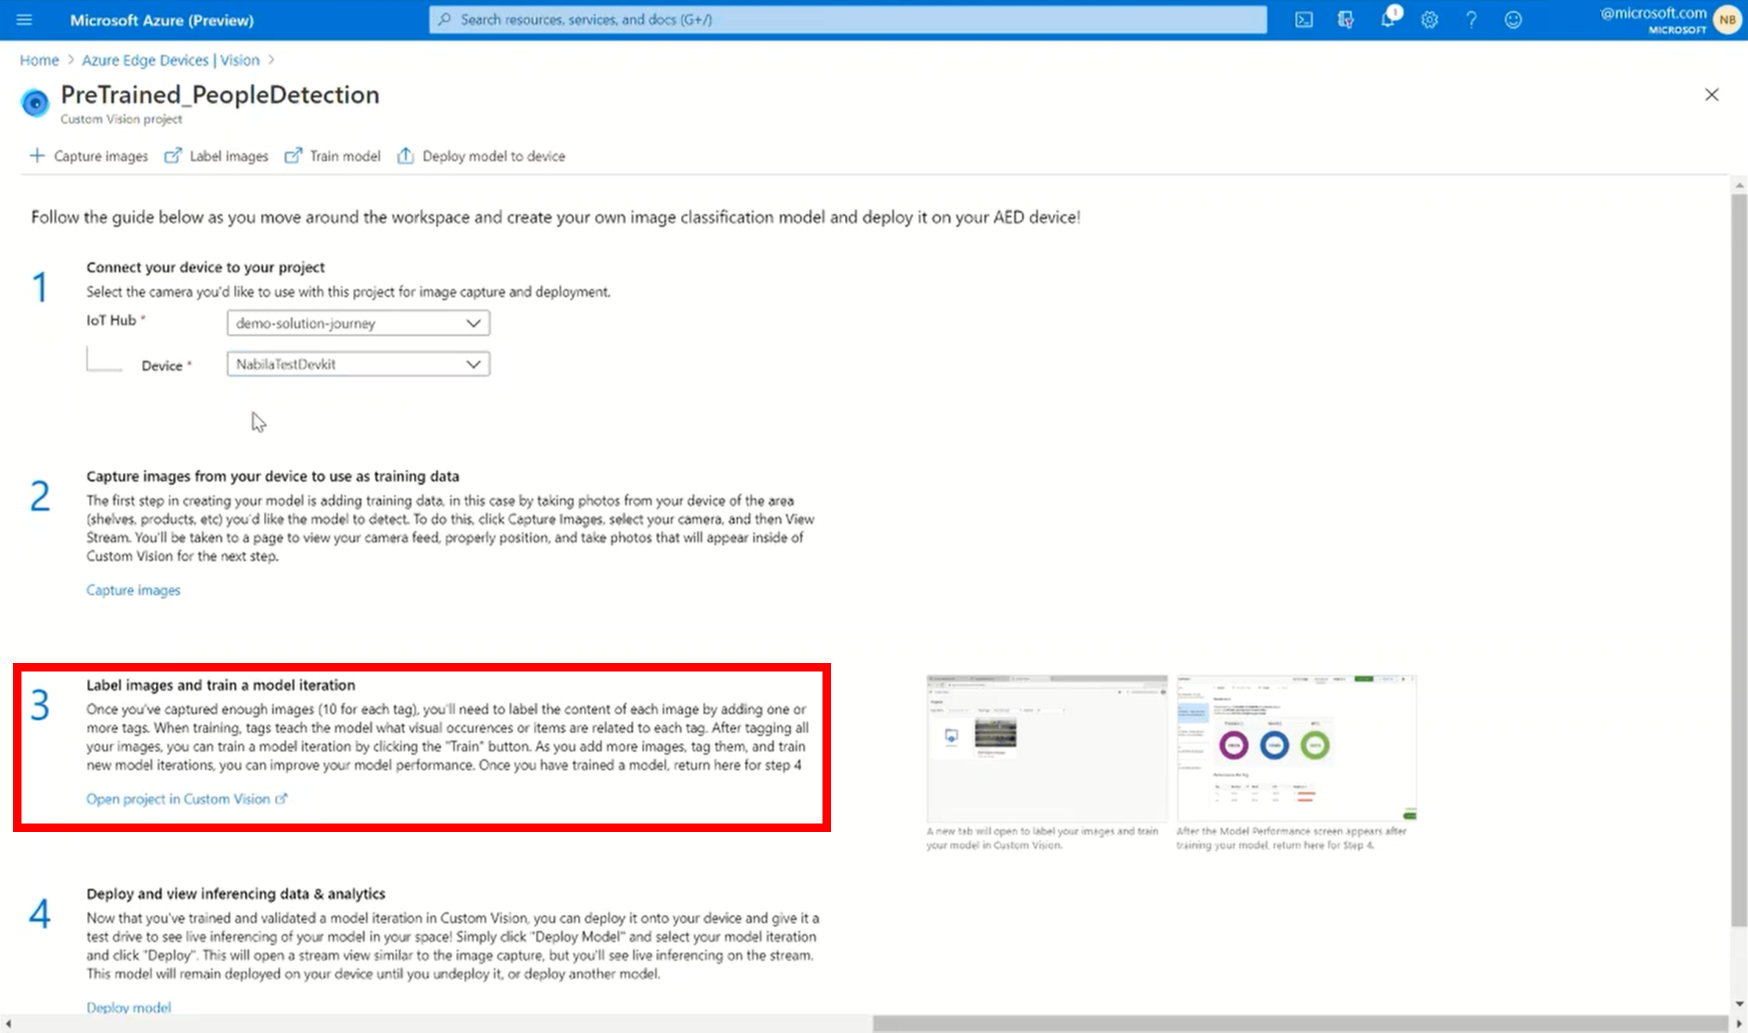 Microsoft Azure (Preview)
Search resources, services, and docs (G+/)
1
@microsoft.com
MICROSOFT
NB
Home > Azure Edge Devices | Vision >
PreTrained_PeopleDetection
Custom Vision project
Capture images
Label images
Train model
Deploy model to device
Follow the guide below as you move around the workspace and create your own image classification model and deploy it on your AED device!
1
Connect your device to your project
Select the camera you'd like to use with this project for image capture and deployment.
IoT Hub *
demo-solution-journey
Device *
NabilaTestDevkit
2
Capture images from your device to use as training data
The first step in creating your model is adding training data, in this case by taking photos from your device of the area
(shelves, products, etc) you'd like the model to detect. To do this, click Capture Images, select your camera, and then View
Stream. You'll be taken to a page to view your camera feed, properly position, and take photos that will appear inside of
Custom Vision for the next step.
Capture images
3
Label images and train a model iteration
Once you've captured enough images (10 for each tag), you'll need to label the content of each image by adding one or
more tags. When training, tags teach the model what visual occurences or items are related to each tag. After tagging all
your images, you can train a model iteration by clicking the "Train" button. As you add more images, tag them, and train
new model iterations, you can improve your model performance. Once you have trained a model, return here for step 4
Open project in Custom Vision
A new tab will open to label your images and train
your model in Custom Vision.
After the Model Performance screen appears after
training your model, return here for Step 4.
4
Deploy and view inferencing data & analytics
Now that you've trained and validated a model iteration in Custom Vision, you can deploy it onto your device and give it a
test drive to see live inferencing of your model in your space! Simply click "Deploy Model" and select your model iteration
and click "Deploy". This will open a stream view similar to the image capture, but you'll see live inferencing on the stream.
This model will remain deployed on your device until you undeploy it, or deploy another model.
Deploy model